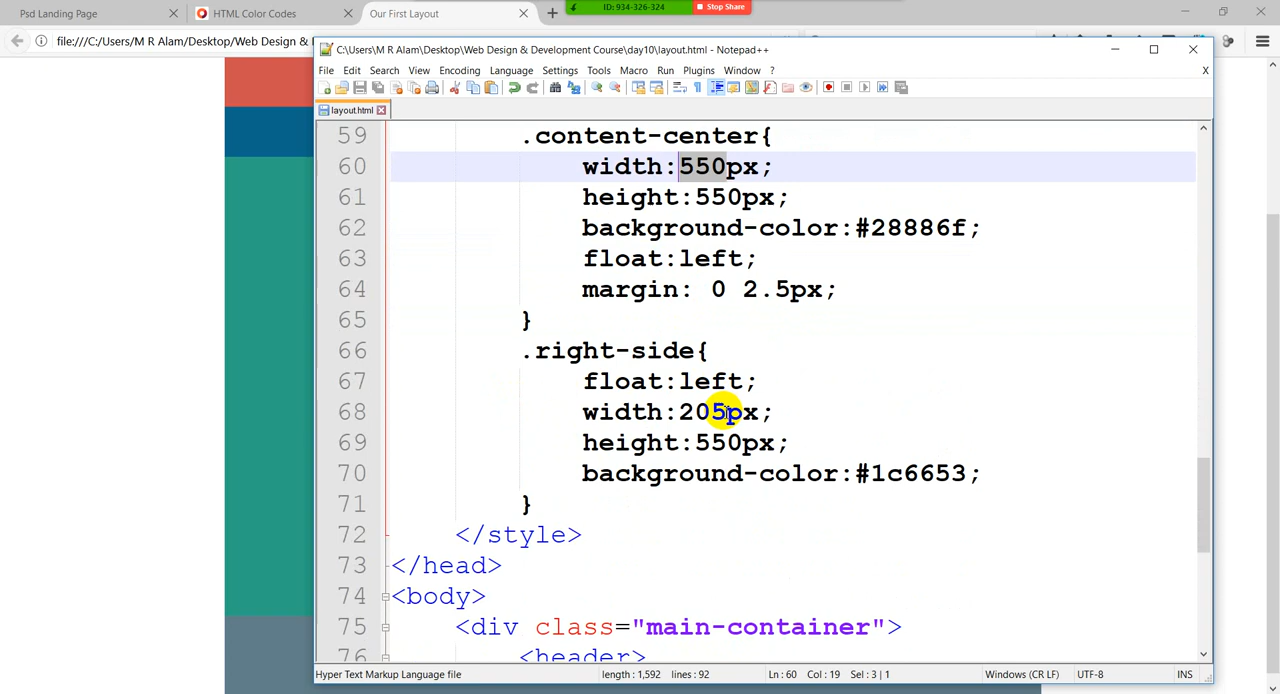 Psd Landing Page
HTML Color Codes
Our First Layout
ID: 934-326-324
Stop Share
file:///C:/Users/M R Alam/Desktop/Web Design & 
C:\Users\M R Alam\Desktop\Web Design & Development Course\day10\layout.html - Notepad++
File Edit Search View Encoding Language Settings Tools Macro Run Plugins Window ? X
layout.html
59 .content-center{
60 width:550px;
61 height:550px;
62 background-color:#28886f;
63 float:left;
64 margin: 0 2.5px;
65 }
66 .right-side{
67 float:left;
68 width:205px;
69 height:550px;
70 background-color:#1c6653;
71 }
72 </style>
73 </head>
74 <body>
75 <div class="main-container">
76 <header>
Hyper Text Markup Language file length : 1,592 lines : 92 Ln : 60 Col : 19 Sel : 3 | 1 Windows (CR LF) UTF-8 INS